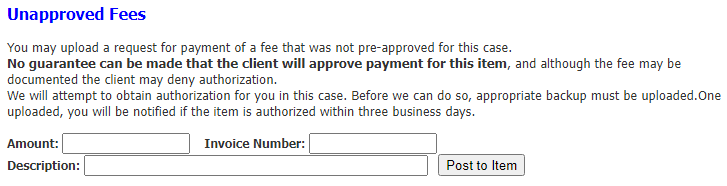 Unapproved Fees
You may upload a request for payment of a fee that was not pre-approved for this case.
No guarantee can be made that the client will approve payment for this item, and although the fee may be
documented the client may deny authorization.
We will attempt to obtain authorization for you in this case. Before we can do so, appropriate backup must be uploaded.One
uploaded, you will be notified if the item is authorized within three business days.
Amount: Invoice Number:
Description: Post to Item